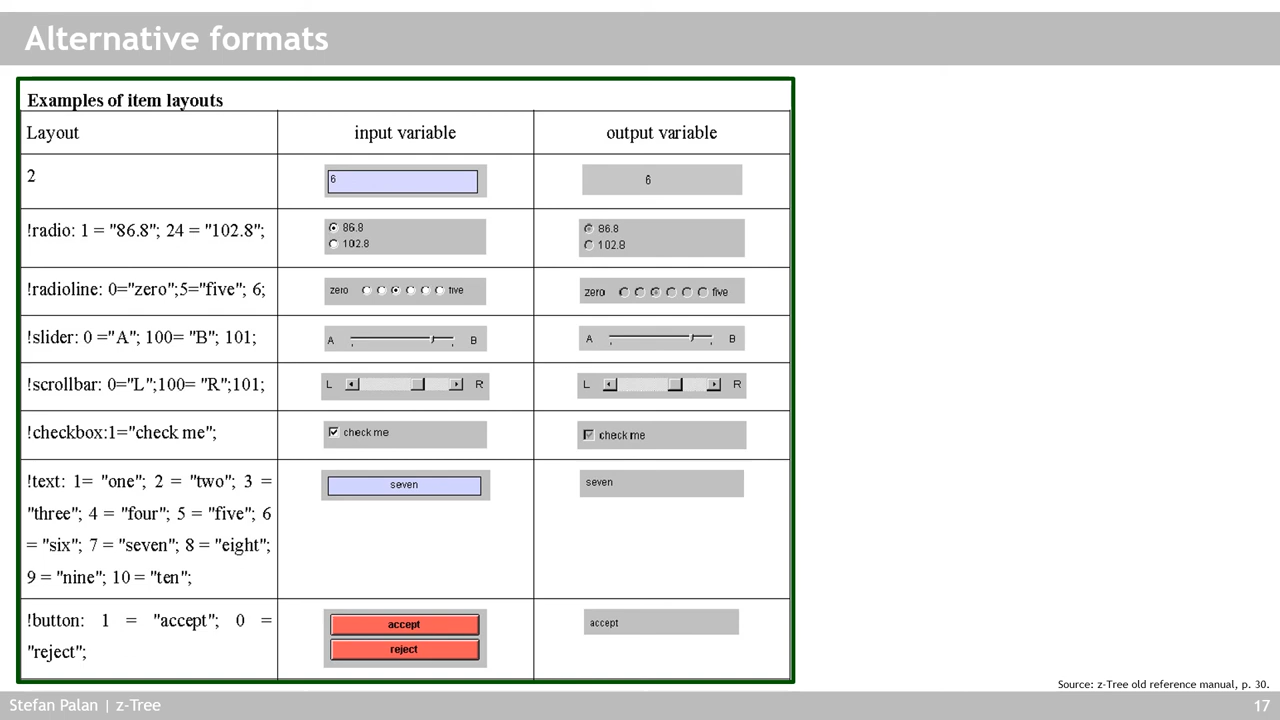 Alternative formats
Examples of item layouts
Layout
input variable
output variable
2
6
6
!radio: 1 = "86.8"; 24 = "102.8";
86.8
102.8
86.8
102.8
!radioline: 0="zero";5="five"; 6;
zero five
zero five
!slider: 0 ="A"; 100= "B"; 101;
A B
A B
!scrollbar: 0="L";100= "R";101;
L R
L R
!checkbox:1="check me";
check me
check me
!text: 1= "one"; 2 = "two"; 3 =
"three"; 4 = "four"; 5 = "five"; 6
= "six"; 7 = "seven"; 8 = "eight";
9 = "nine"; 10 = "ten";
seven
seven
!button: 1 = "accept"; 0 =
"reject";
accept
reject
accept
Source: z-Tree old reference manual, p. 30.
Stefan Palan | z-Tree
17